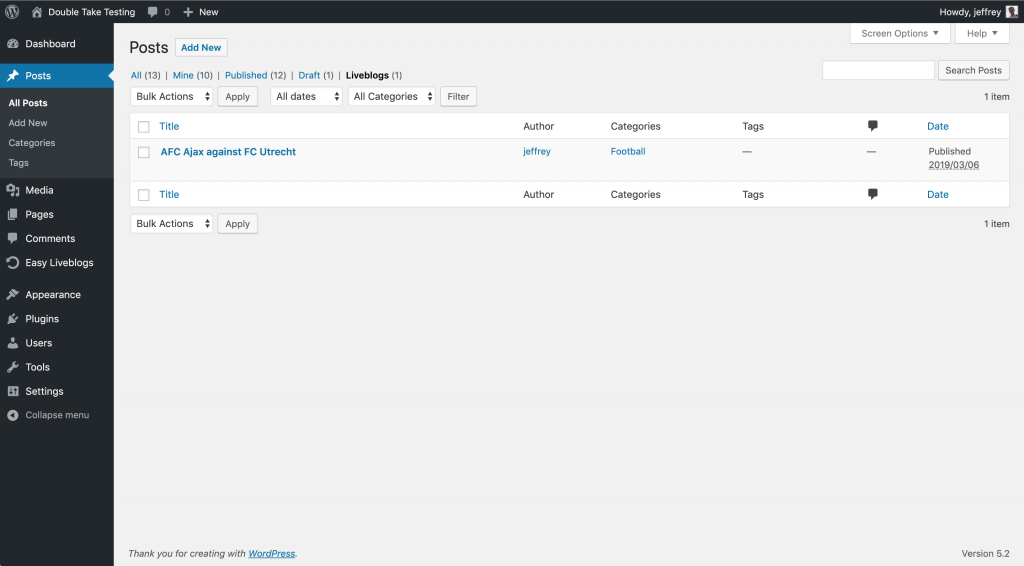 Double Take Testing 0 New Howdy, jeffrey
Dashboard
Posts
All Posts
Add New
Categories
Tags
Media
Pages
Comments
Easy Liveblogs
Appearance
Plugins
Users
Tools
Settings
Collapse menu
Screen Options Help
Posts Add New
All (13) | Mine (10) | Published (12) | Draft (1) | Liveblogs (1)
Search Posts
Bulk Actions Apply All dates All Categories Filter 1 item
Title Author Categories Tags Date
AFC Ajax against FC Utrecht jeffrey Football — — Published
2019/03/06
Title Author Categories Tags Date
Bulk Actions Apply 1 item
Thank you for creating with WordPress. Version 5.2